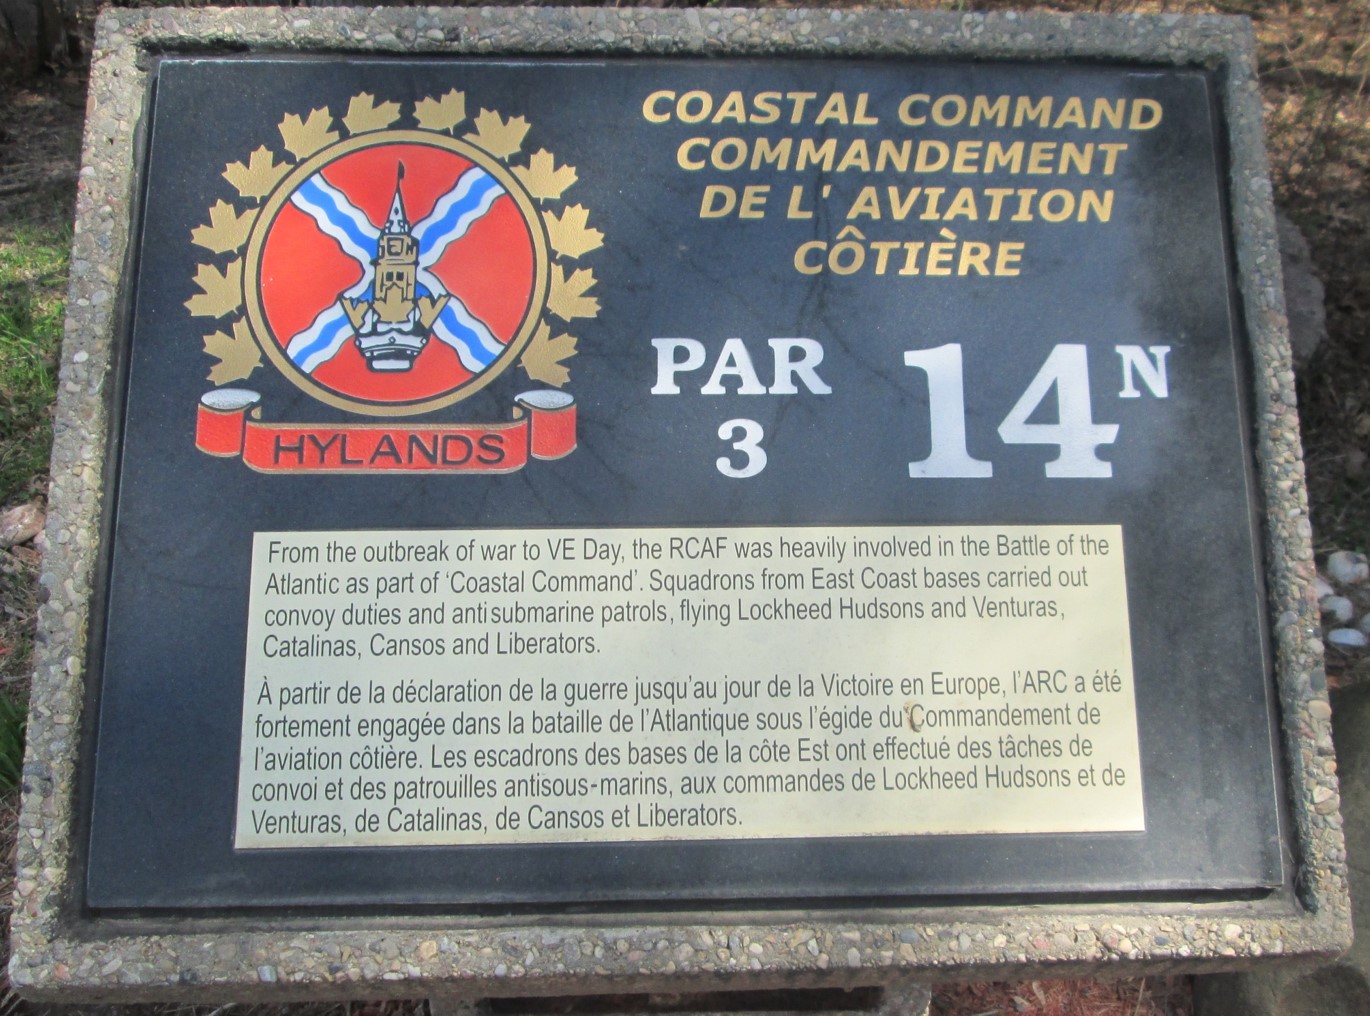 COASTAL COMMAND
COMMANDEMENT
DE L' AVIATION
CÔTIÈRE
HYLANDS
PAR
3
14N
From the outbreak of war to VE Day, the RCAF was heavily involved in the Battle of the
Atlantic as part of 'Coastal Command'. Squadrons from East Coast bases carried out
convoy duties and antisubmarine patrols, flying Lockheed Hudsons and Venturas,
Catalinas, Cansos and Liberators.
À partir de la déclaration de la guerre jusqu'au jour de la Victoire en Europe, l'ARC a été
fortement engagée dans la bataille de l'Atlantique sous l'égide du Commandement de
l'aviation côtière. Les escadrons des bases de la côte Est ont effectué des tâches de
convoi et des patrouilles antisous-marins, aux commandes de Lockheed Hudsons et de
Venturas, de Catalinas, de Cansos et Liberators.